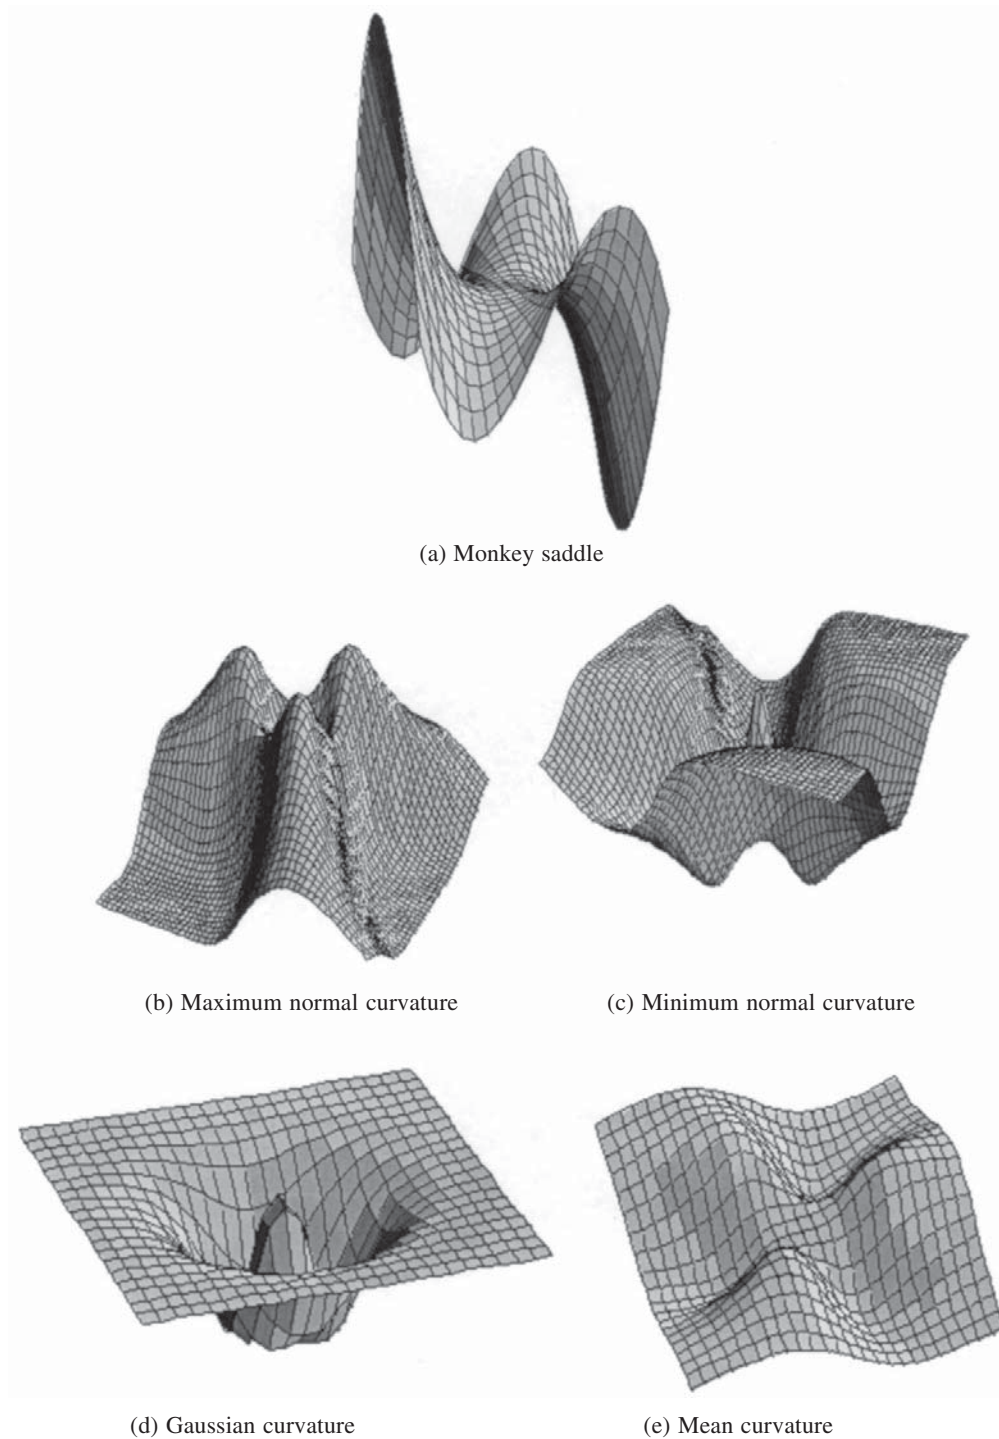 (a) Monkey saddle
(b) Maximum normal curvature
(c) Minimum normal curvature
(d) Gaussian curvature
(e) Mean curvature